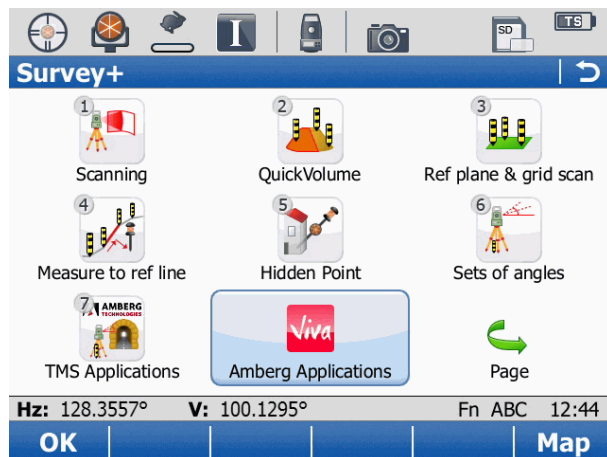 I
SD
TS
Survey+
1
2
3
Scanning
QuickVolume
Ref plane & grid scan
4
5
6
Measure to ref line
Hidden Point
Sets of angles
7
AMBERG
TECHNOLOGIES
Viva
TMS Applications
Amberg Applications
Page
Hz: 128.3557° V: 100.1295° Fn ABC 12:44
OK Map